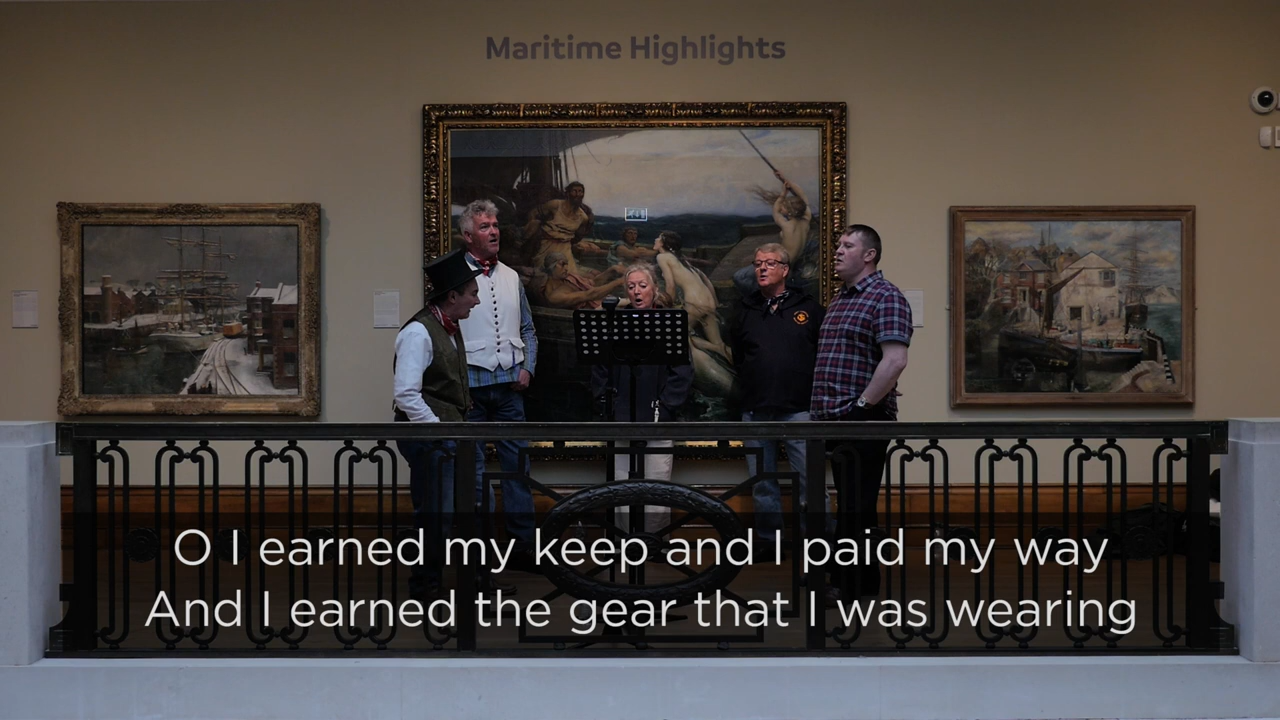 Maritime Highlights
O I earned my keep and I paid my way
And I earned the gear that I was wearing